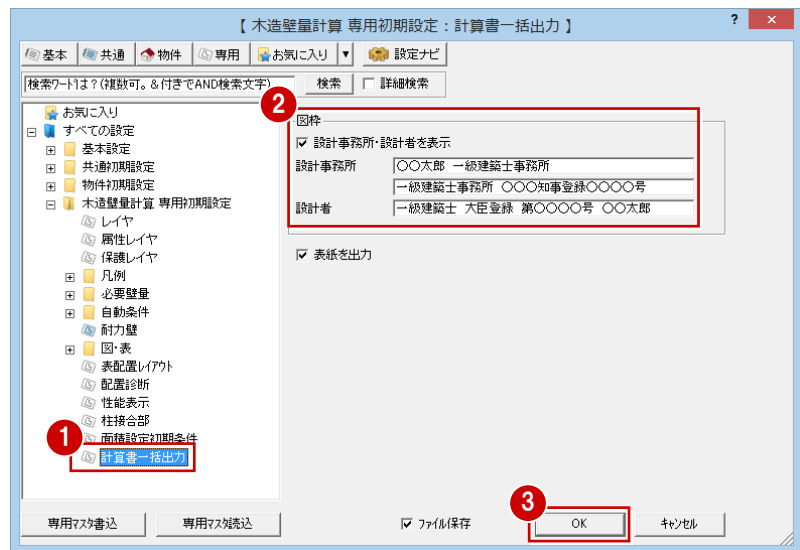 【 木造壁量計算 専用初期設定：計算書一括出力 】
? ×
基本 共通 物件 専用 お気に入り ▼ 設定ナビ
検索ワードは？(複数可。&付きでAND検索文字) 検索 詳細検索
お気に入り
すべての設定
基本設定
共通初期設定
物件初期設定
木造壁量計算 専用初期設定
レイヤ
属性レイヤ
保護レイヤ
凡例
必要壁量
自動条件
耐力壁
図・表
表配置レイアウト
配置診断
性能表示
柱接合部
面積設定初期条件
1
計算書一括出力
2
図枠
設計事務所・設計者を表示
設計事務所 〇〇太郎 一級建築士事務所
一級建築士事務所 〇〇〇知事登録〇〇〇〇号
設計者 一級建築士 大臣登録 第〇〇〇〇号 〇〇太郎
表紙を出力
3
専用マスタ書込 専用マスタ読込 ファイル保存 OK キャンセル